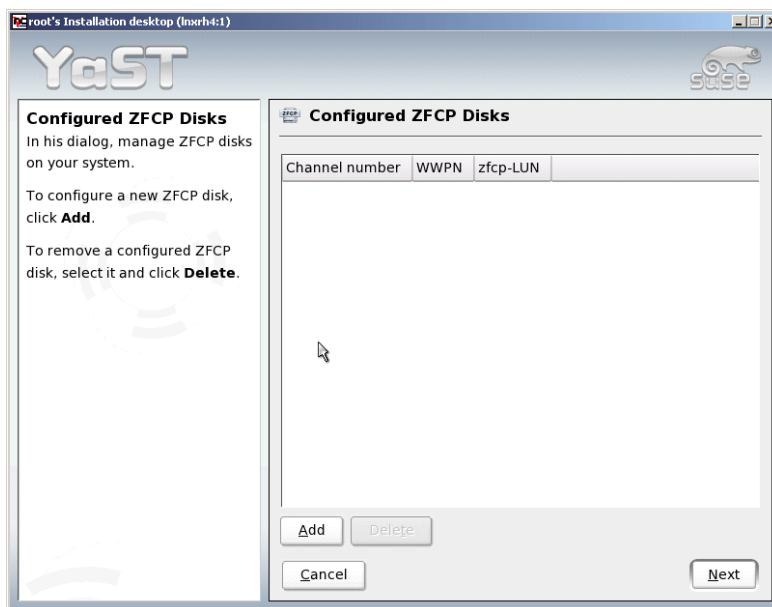 root's Installation desktop (lnxrh4:1)
YaST
suse
Configured ZFCP Disks
In his dialog, manage ZFCP disks
on your system.
To configure a new ZFCP disk,
click Add.
To remove a configured ZFCP
disk, select it and click Delete.
ZFCP
Configured ZFCP Disks
Channel number WWPN zfcp-LUN
Add Delete
Cancel Next